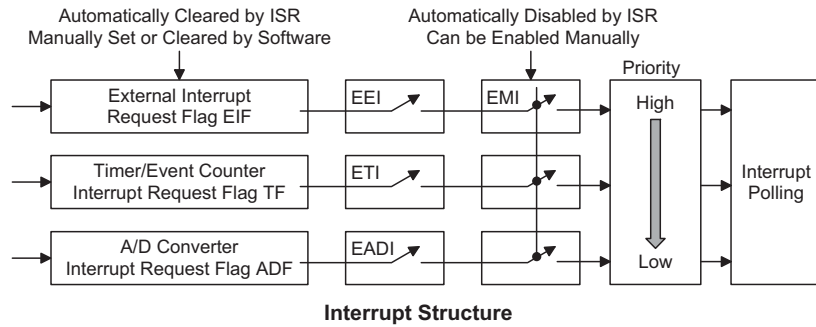 Automatically Cleared by ISR
Manually Set or Cleared by Software
Automatically Disabled by ISR
Can be Enabled Manually
Priority
External Interrupt
Request Flag EIF
EEI
EMI
High
Timer/Event Counter
Interrupt Request Flag TF
ETI
Interrupt
Polling
A/D Converter
Interrupt Request Flag ADF
EADI
Low
Interrupt Structure